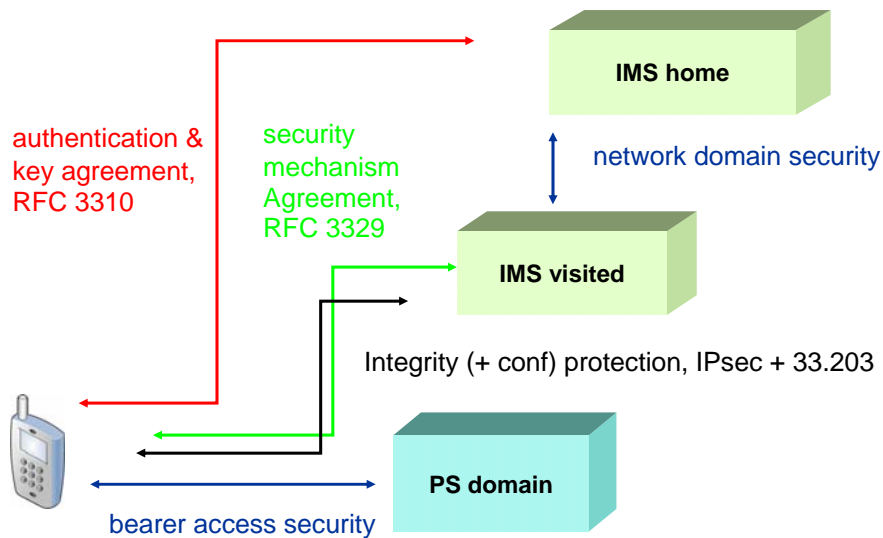 IMS home
authentication &
key agreement,
RFC 3310
security
mechanism
Agreement,
RFC 3329
network domain security
IMS visited
Integrity (+ conf) protection, IPsec + 33.203
PS domain
bearer access security